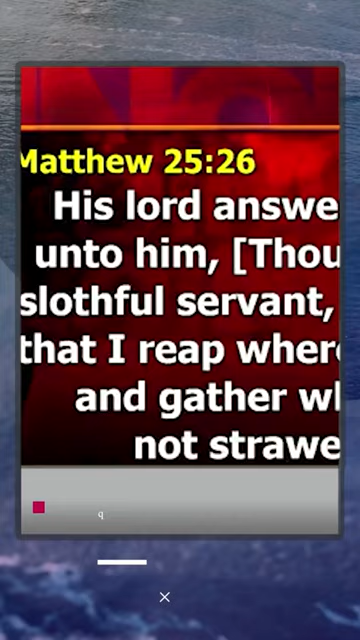 Matthew 25:26
His lord answe
unto him, [Thou
slothful servant,
that I reap where
and gather wh
not strawe
q